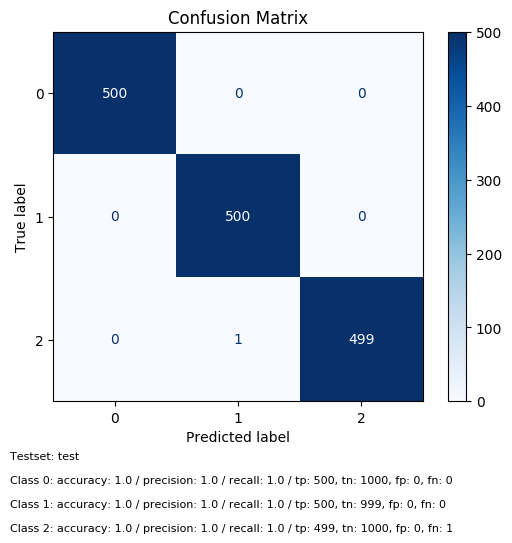 Confusion Matrix
500
0 500 0 0
400
True label 1 0 500 0 300
200
2 0 1 499 100
0
0 1 2
Predicted label
Testset: test
Class 0: accuracy: 1.0 / precision: 1.0 / recall: 1.0 / tp: 500, tn: 1000, fp: 0, fn: 0
Class 1: accuracy: 1.0 / precision: 1.0 / recall: 1.0 / tp: 500, tn: 999, fp: 0, fn: 0
Class 2: accuracy: 1.0 / precision: 1.0 / recall: 1.0 / tp: 499, tn: 1000, fp: 0, fn: 1